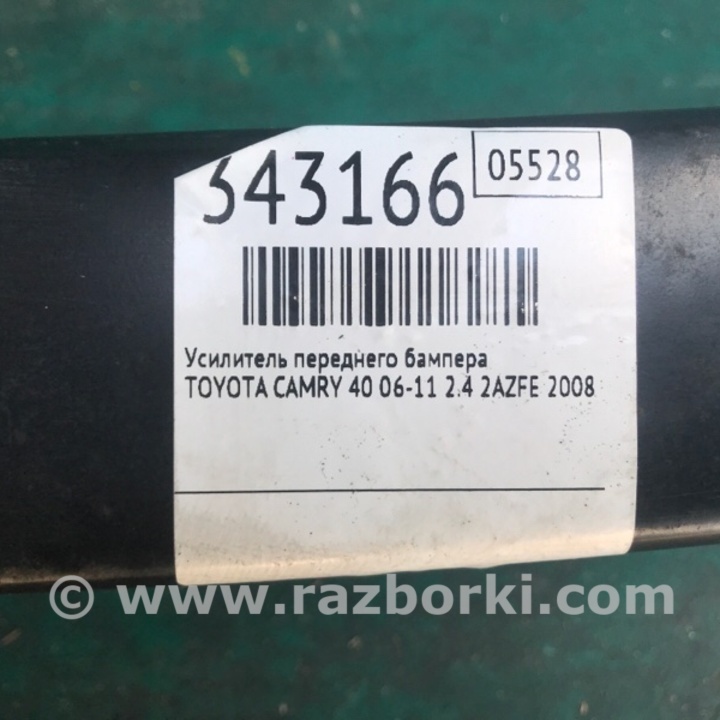 343166
05528
Усилитель переднего бампера
TOYOTA CAMRY 40 06-11 2.4 2AZFE 2008
© www.razborki.com